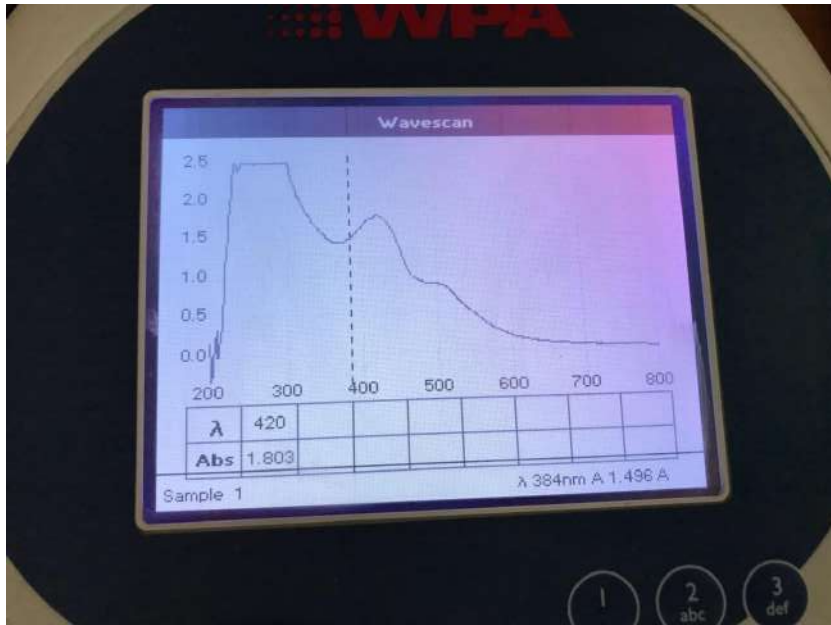 WPA
Wavescan
2.5
2.0
1.5
1.0
0.5
0.0
200 300 400 500 600 700 800
λ 420
Abs 1.803
Sample 1 λ 384nm A 1.496 A
1 2 3
abc def